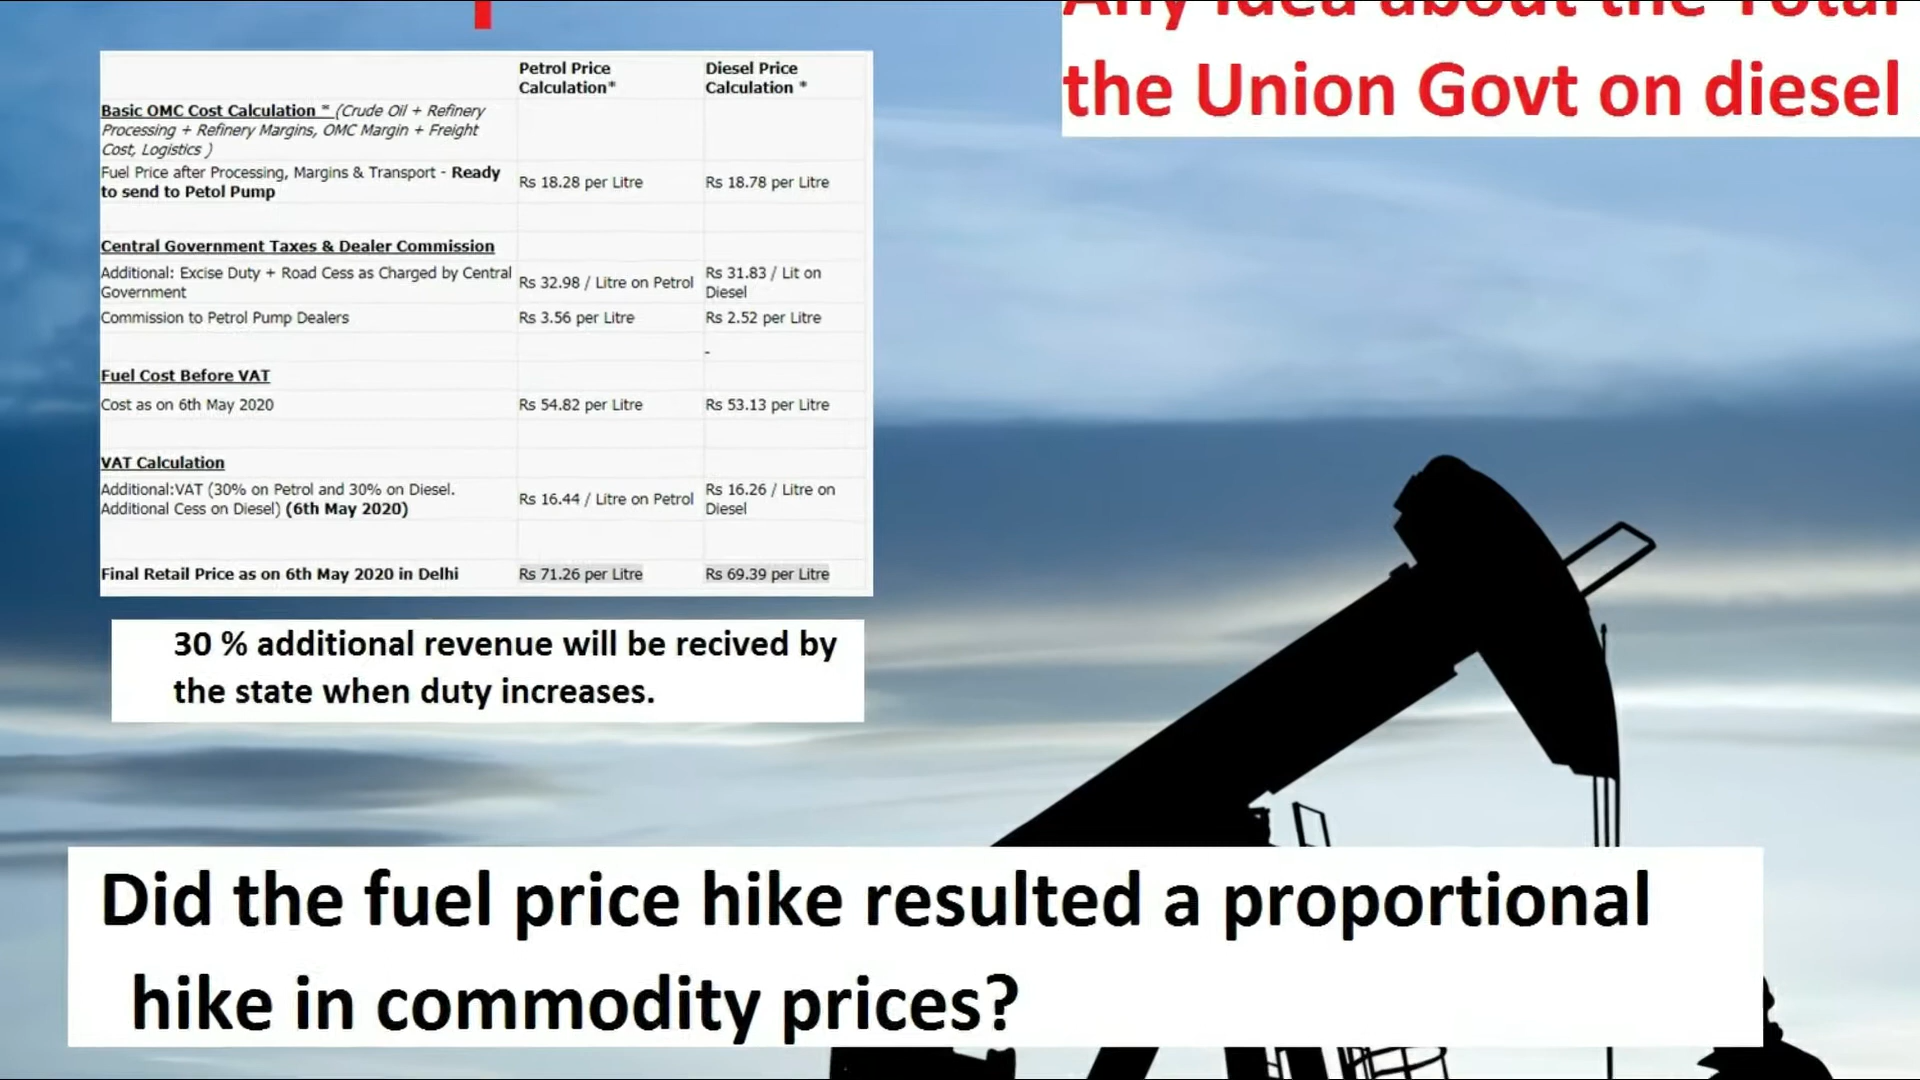 Any idea about the Total
the Union Govt on diesel
Petrol Price Calculation* Diesel Price Calculation *
Basic OMC Cost Calculation * (Crude Oil + Refinery
Processing + Refinery Margins, OMC Margin + Freight
Cost, Logistics )
Fuel Price after Processing, Margins & Transport - Ready
to send to Petol Pump Rs 18.28 per Litre Rs 18.78 per Litre
Central Government Taxes & Dealer Commission
Additional: Excise Duty + Road Cess as Charged by Central
Government Rs 32.98 / Litre on Petrol Rs 31.83 / Lit on Diesel
Commission to Petrol Pump Dealers Rs 3.56 per Litre Rs 2.52 per Litre
-
Fuel Cost Before VAT
Cost as on 6th May 2020 Rs 54.82 per Litre Rs 53.13 per Litre
VAT Calculation
Additional:VAT (30% on Petrol and 30% on Diesel.
Additional Cess on Diesel) (6th May 2020) Rs 16.44 / Litre on Petrol Rs 16.26 / Litre on Diesel
Final Retail Price as on 6th May 2020 in Delhi Rs 71.26 per Litre Rs 69.39 per Litre
30 % additional revenue will be recived by
the state when duty increases.
Did the fuel price hike resulted a proportional
hike in commodity prices?